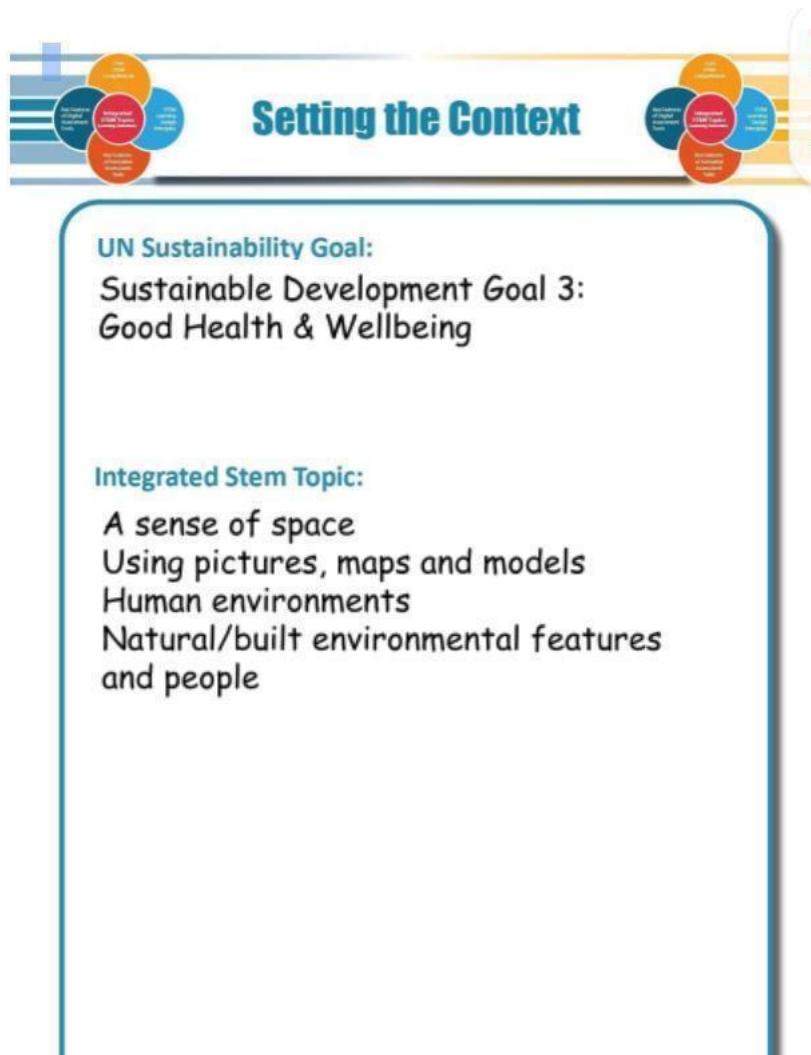 Setting the Context
UN Sustainability Goal:
Sustainable Development Goal 3:
Good Health & Wellbeing
Integrated Stem Topic:
A sense of space
Using pictures, maps and models
Human environments
Natural/built environmental features
and people